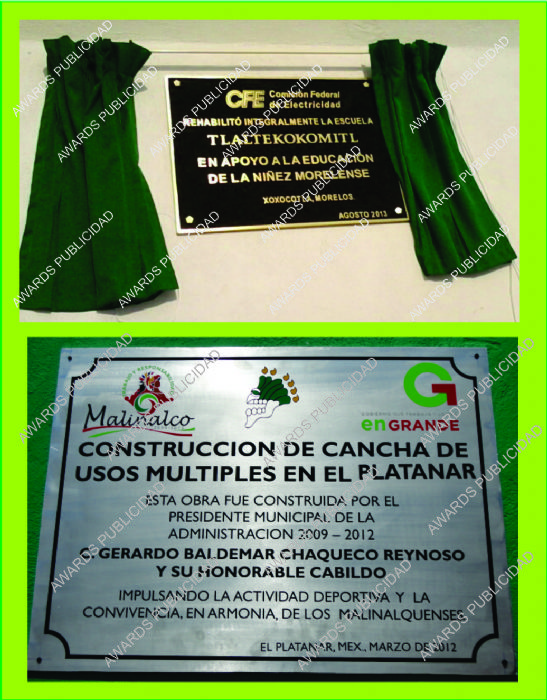 CFE Comisión Federal
de Electricidad
REHABILITÓ INTEGRALMENTE LA ESCUELA
TLALTEKOKOMITL
EN APOYO A LA EDUCACIÓN
DE LA NIÑEZ MORELENSE
XOXOCOTLA, MORELOS.
AGOSTO 2013
Malinalco
enGRANDE
CONSTRUCCION DE CANCHA DE
USOS MULTIPLES EN EL PLATANAR
ESTA OBRA FUE CONSTRUIDA POR EL
PRESIDENTE MUNICIPAL DE LA
ADMINISTRACION 2009 – 2012
C. GERARDO BALDEMAR CHAQUECO REYNOSO
Y SU HONORABLE CABILDO
IMPULSANDO LA ACTIVIDAD DEPORTIVA Y LA
CONVIVENCIA, EN ARMONIA, DE LOS MALINALQUENSES
EL PLATANAR, MEX., MARZO DE 2012
AWARDS PUBLICIDAD